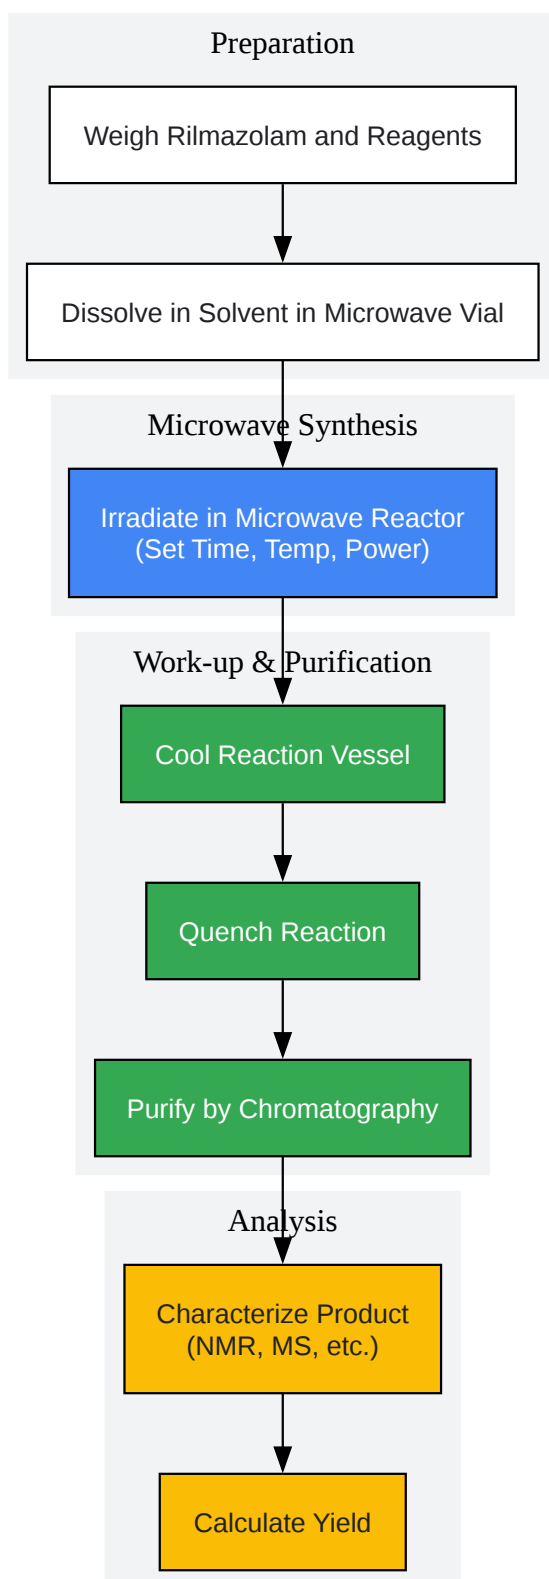 Preparation
Weigh Rilmazolam and Reagents
Dissolve in Solvent in Microwave Vial
Microwave Synthesis
Irradiate in Microwave Reactor
(Set Time, Temp, Power)
Work-up & Purification
Cool Reaction Vessel
Quench Reaction
Purify by Chromatography
Analysis
Characterize Product
(NMR, MS, etc.)
Calculate Yield